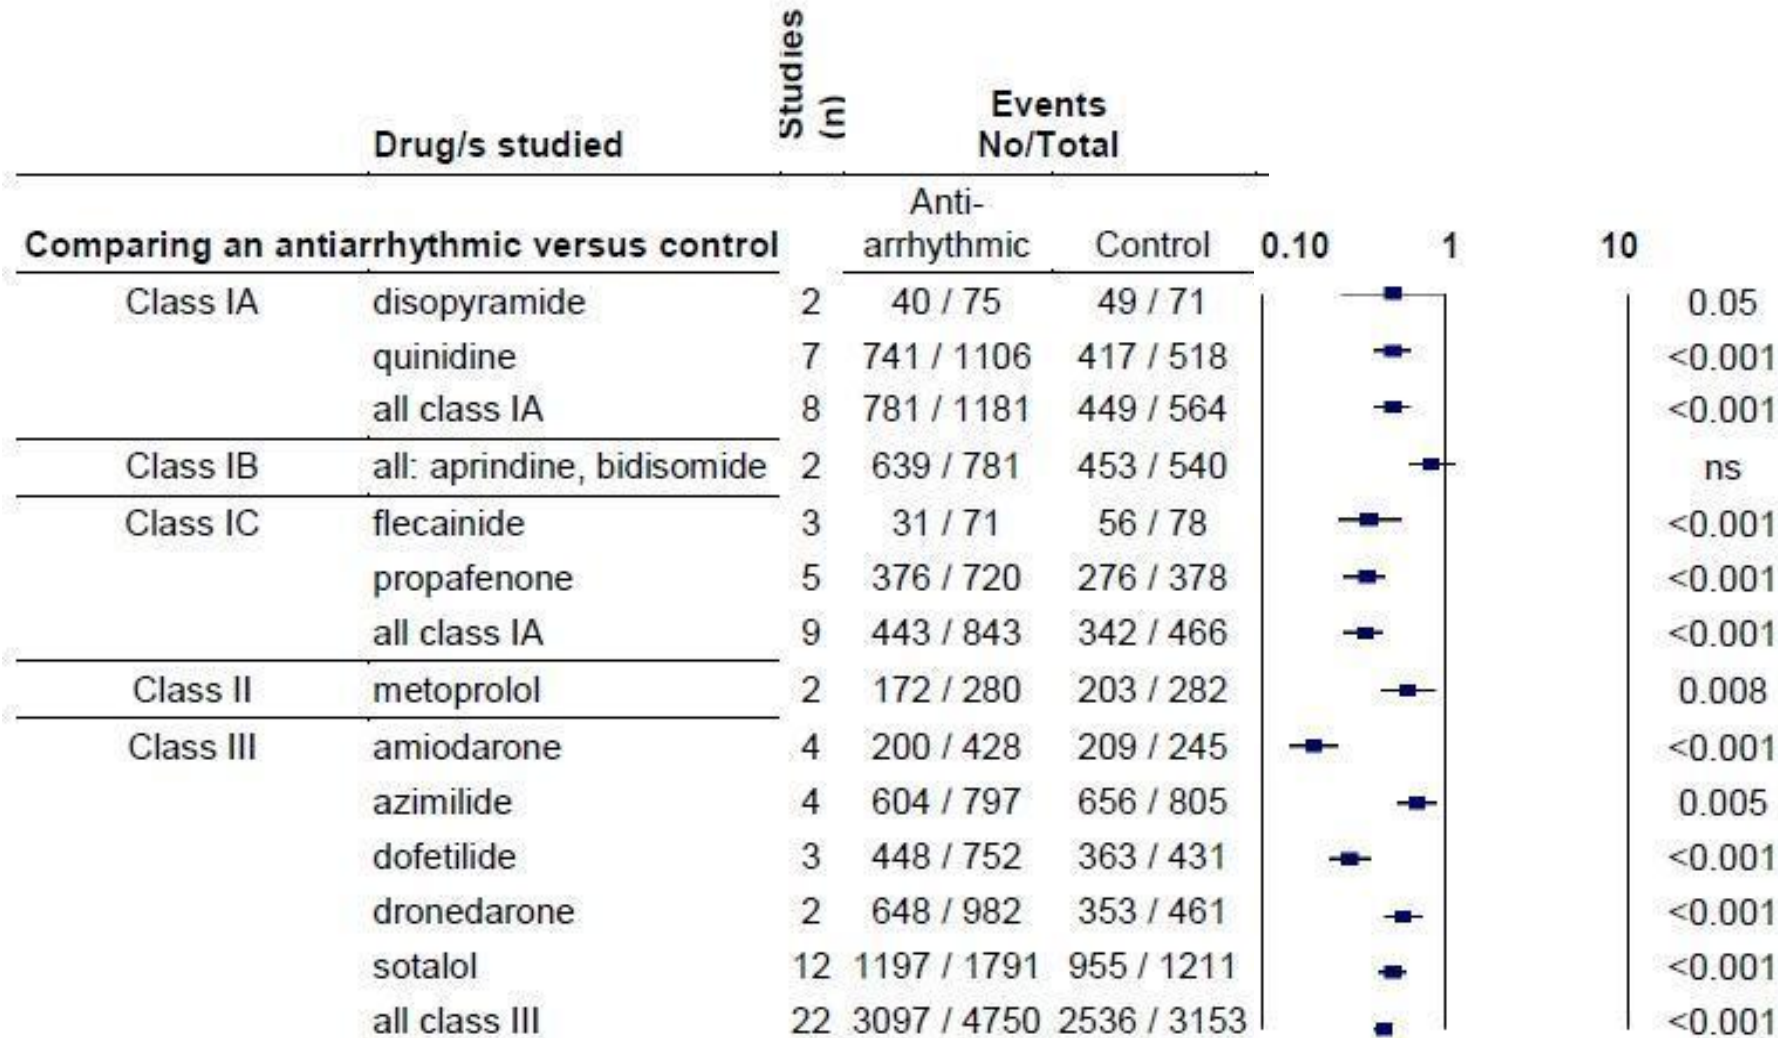 Studies (n)
Drug/s studied
Events
No/Total
Comparing an antiarrhythmic versus control
Anti-
arrhythmic Control 0.10 1 10
Class IA disopyramide 2 40 / 75 49 / 71 0.05
quinidine 7 741 / 1106 417 / 518 <0.001
all class IA 8 781 / 1181 449 / 564 <0.001
Class IB all: aprindine, bidisomide 2 639 / 781 453 / 540 ns
Class IC flecainide 3 31 / 71 56 / 78 <0.001
propafenone 5 376 / 720 276 / 378 <0.001
all class IA 9 443 / 843 342 / 466 <0.001
Class II metoprolol 2 172 / 280 203 / 282 0.008
Class III amiodarone 4 200 / 428 209 / 245 <0.001
azimilide 4 604 / 797 656 / 805 0.005
dofetilide 3 448 / 752 363 / 431 <0.001
dronedarone 2 648 / 982 353 / 461 <0.001
sotalol 12 1197 / 1791 955 / 1211 <0.001
all class III 22 3097 / 4750 2536 / 3153 <0.001